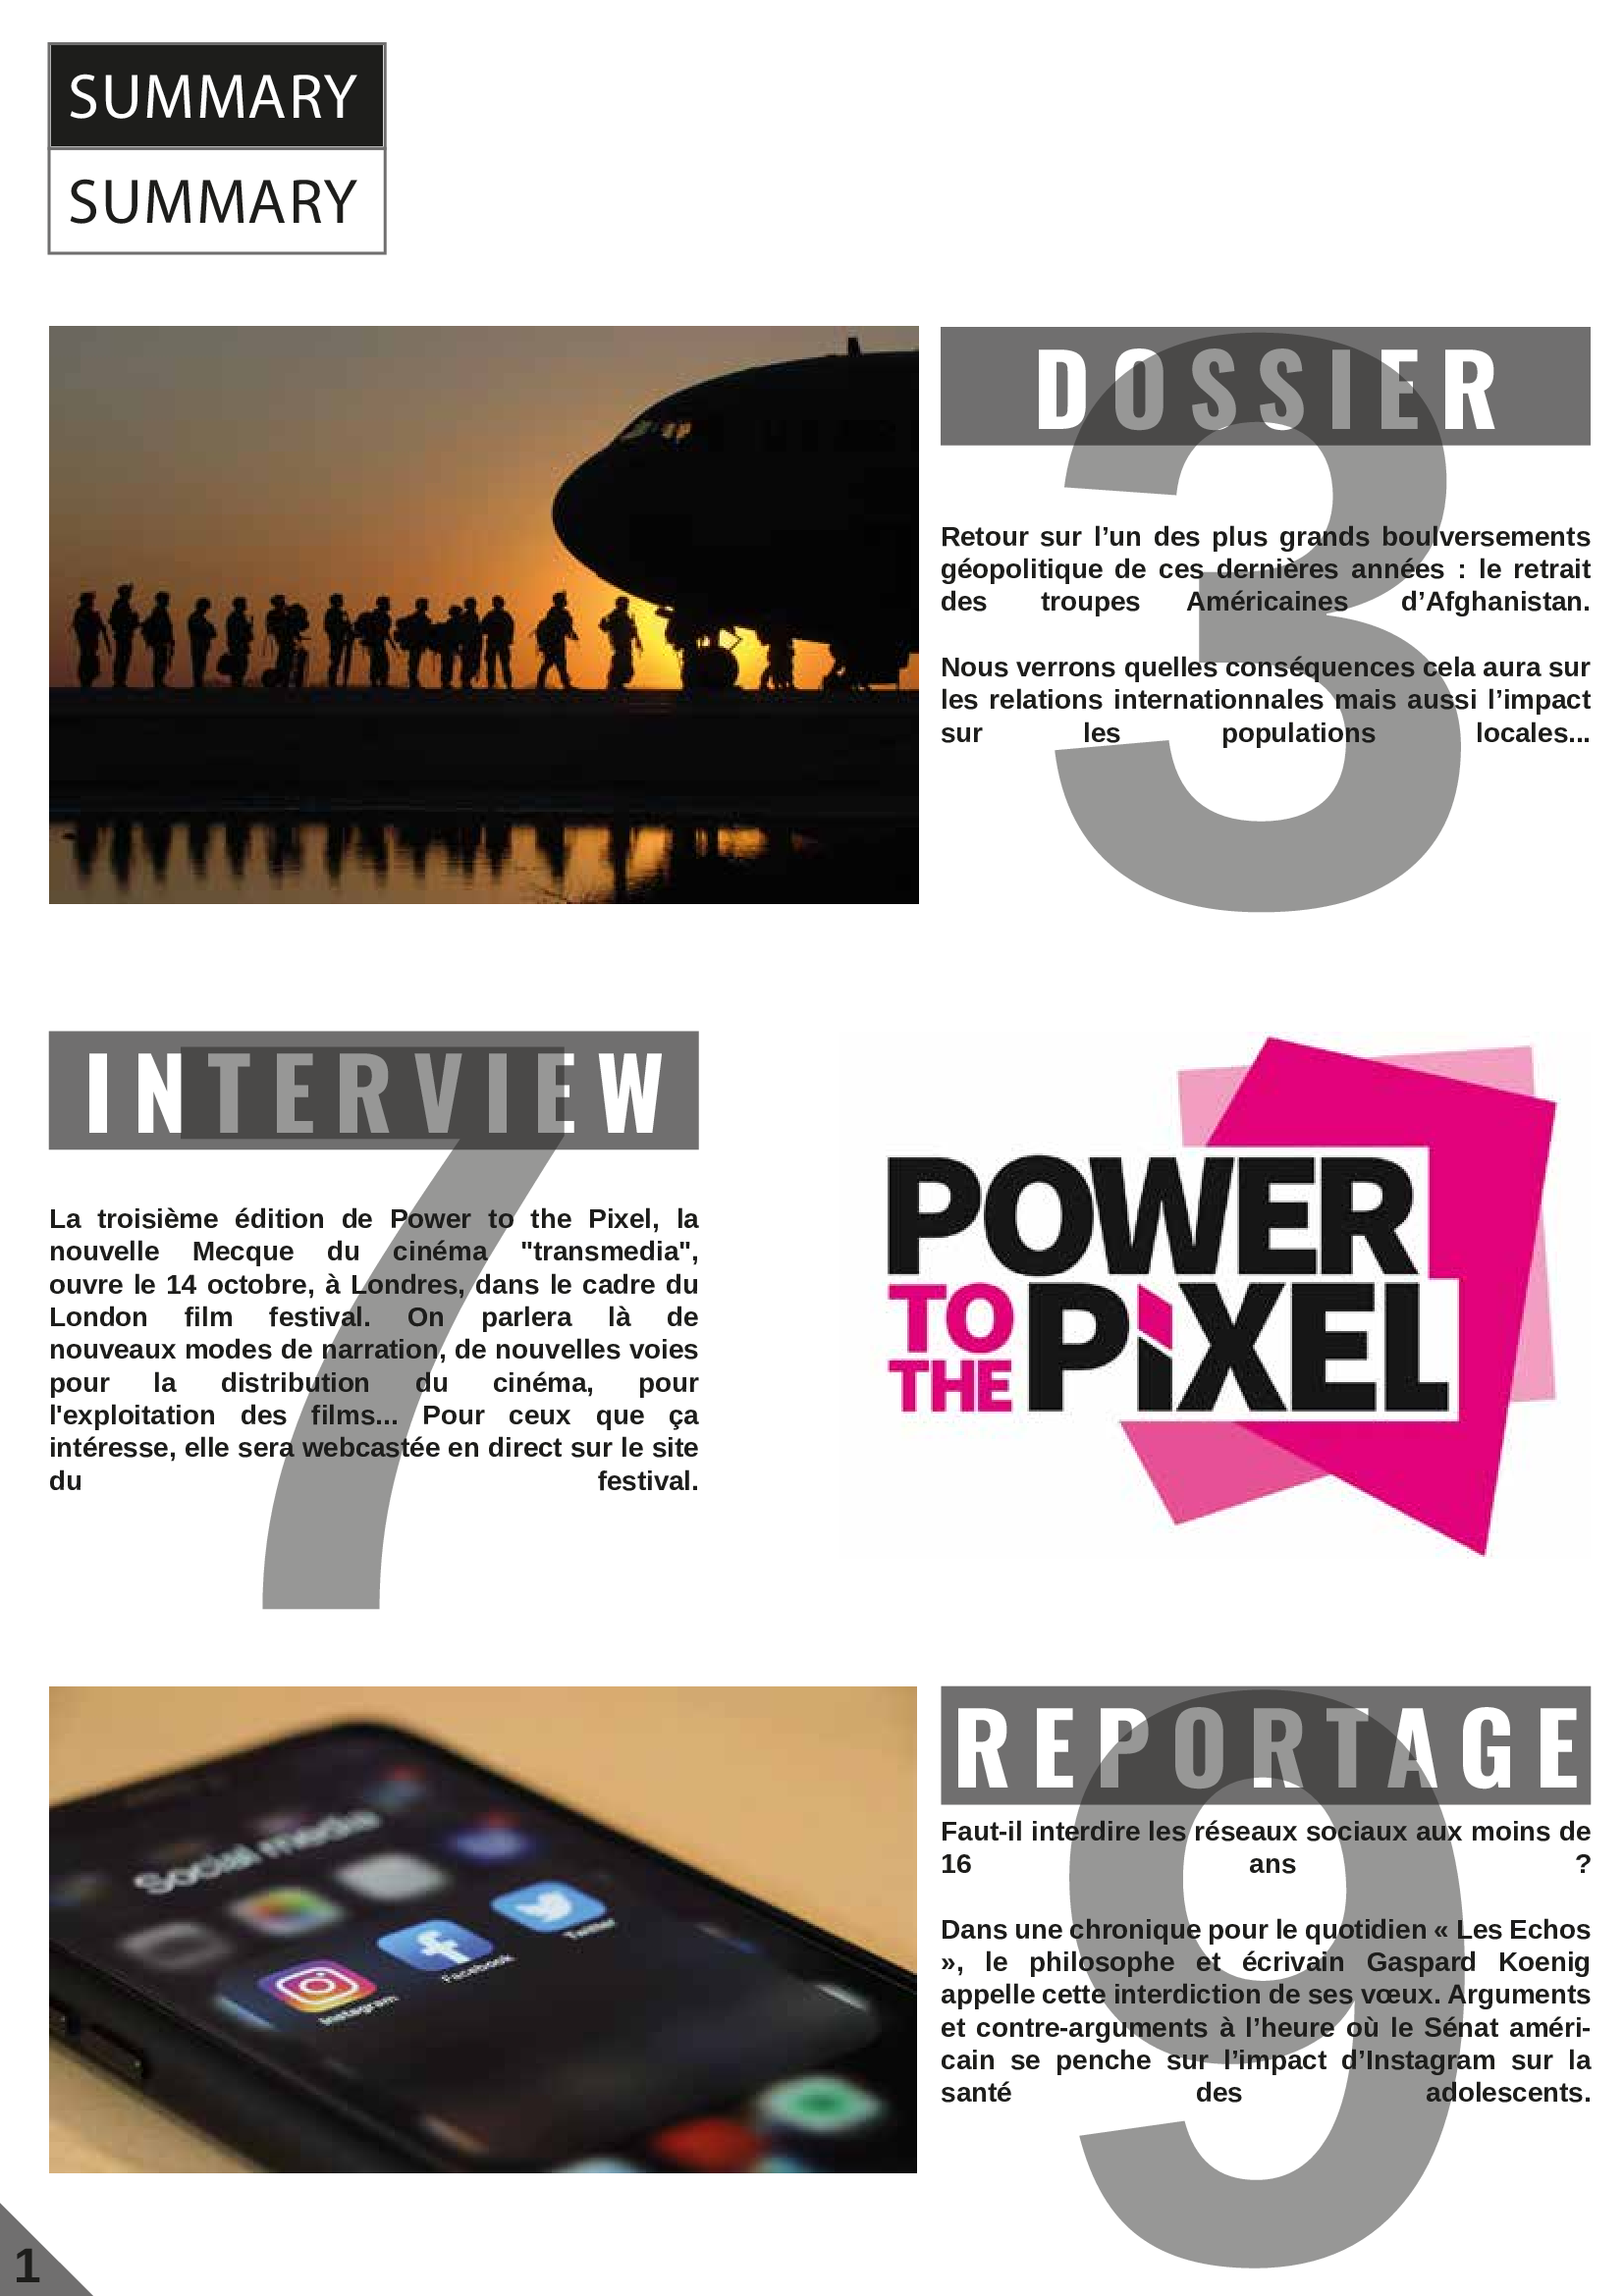 SUMMARY
SUMMARY
DOSSIER
3
Retour sur l’un des plus grands boulversements
géopolitique de ces dernières années : le retrait
des troupes Américaines d’Afghanistan.
Nous verrons quelles conséquences cela aura sur
les relations internationnales mais aussi l’impact
sur les populations locales...
INTERVIEW
7
La troisième édition de Power to the Pixel, la
nouvelle Mecque du cinéma "transmedia",
ouvre le 14 octobre, à Londres, dans le cadre du
London film festival. On parlera là de
nouveaux modes de narration, de nouvelles voies
pour la distribution du cinéma, pour
l'exploitation des films... Pour ceux que ça
intéresse, elle sera webcastée en direct sur le site
du festival.
POWER
TO THE PiXEL
Social media
Instagram
Facebook
Twitter
REPORTAGE
9
Faut-il interdire les réseaux sociaux aux moins de
16 ans ?
Dans une chronique pour le quotidien « Les Echos
», le philosophe et écrivain Gaspard Koenig
appelle cette interdiction de ses vœux. Arguments
et contre-arguments à l’heure où le Sénat améri-
cain se penche sur l’impact d’Instagram sur la
santé des adolescents.
1